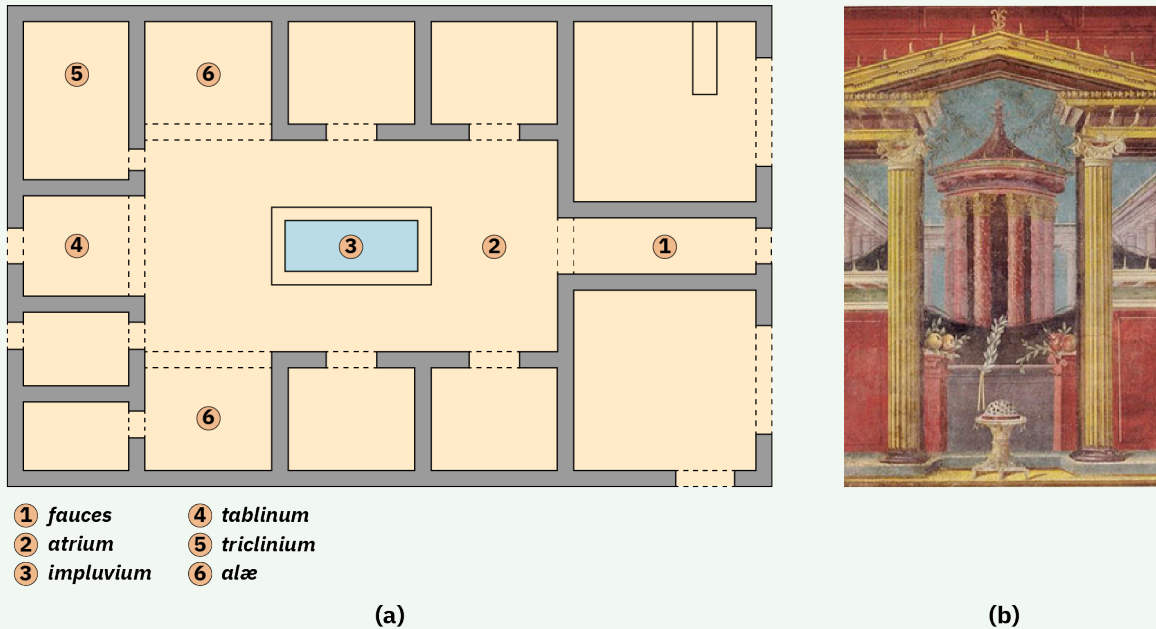 5
6
4
3
2
1
6
1 fauces
2 atrium
3 impluvium
4 tablinum
5 triclinium
6 alæ
(a)
(b)